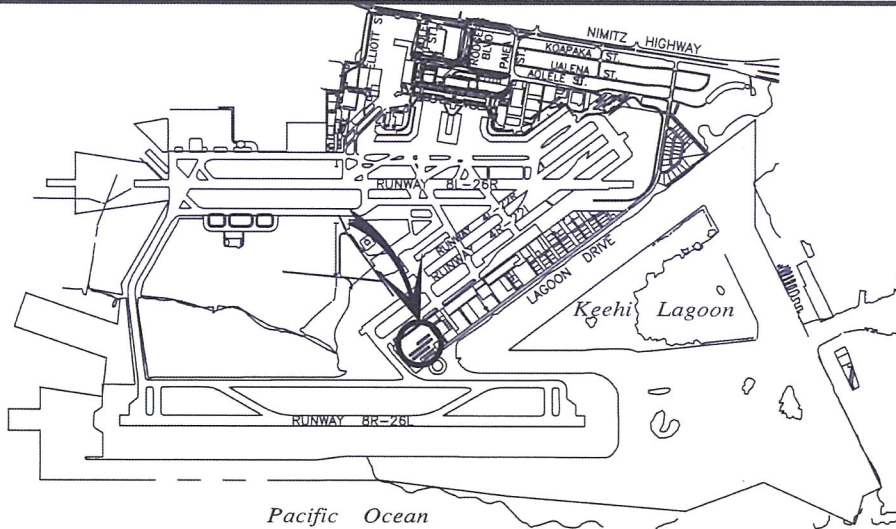 NIMITZ HIGHWAY
ELLIOTT ST.
RODGERS BLVD
PAIEA ST.
KOAPAKA ST.
UALENA ST.
AOLELE ST.
RUNWAY 8L-26R
RUNWAY 4L-22R
RUNWAY 4R-22L
LAGOON DRIVE
Keehi Lagoon
RUNWAY 8R-26L
Pacific Ocean